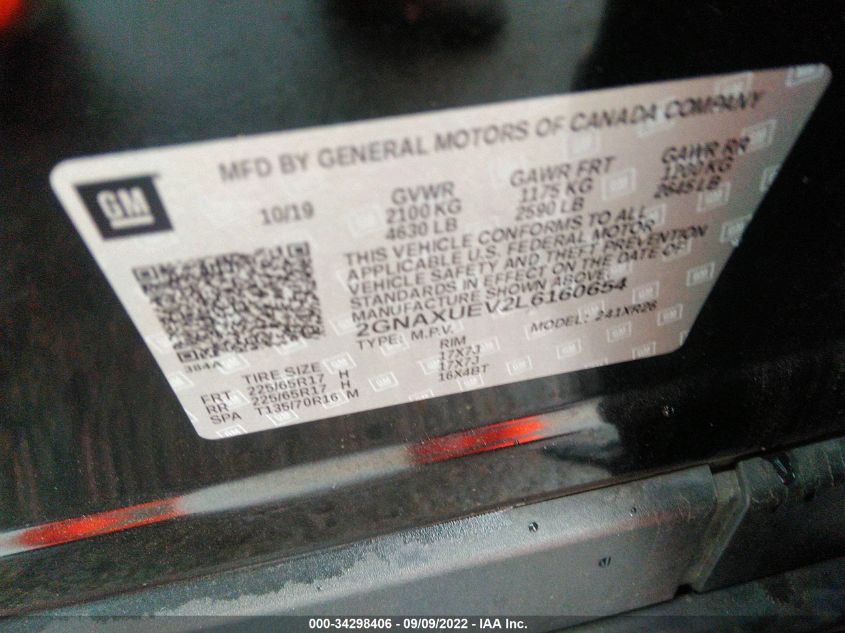 MFD BY GENERAL MOTORS OF CANADA COMPANY
GM
10/19
GVWR
2100 KG
4630 LB
GAWR FRT
1175 KG
2590 LB
GAWR RR
1200 KG
2645 LB
THIS VEHICLE CONFORMS TO ALL
APPLICABLE U.S. FEDERAL MOTOR
VEHICLE SAFETY AND THEFT PREVENTION
STANDARDS IN EFFECT ON THE DATE OF
MANUFACTURE SHOWN ABOVE.
2GNAXUEV2L6160654
TYPE: M.P.V.
MODEL: 241XR26
384A
TIRE SIZE
RIM
FRT 225/65R17 H 17X7J
RR 225/65R17 H 17X7J
SPA T135/70R16 M 16X4BT
000-34298406 - 09/09/2022 - IAA Inc.